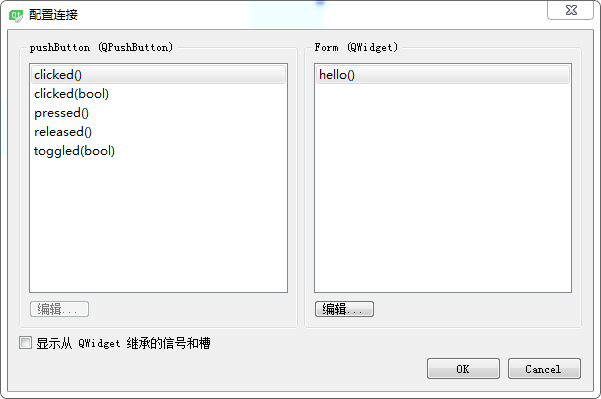 配置连接
pushButton (QPushButton)
clicked()
clicked(bool)
pressed()
released()
toggled(bool)
编辑...
Form (QWidget)
hello()
编辑...
显示从 QWidget 继承的信号和槽
OK
Cancel